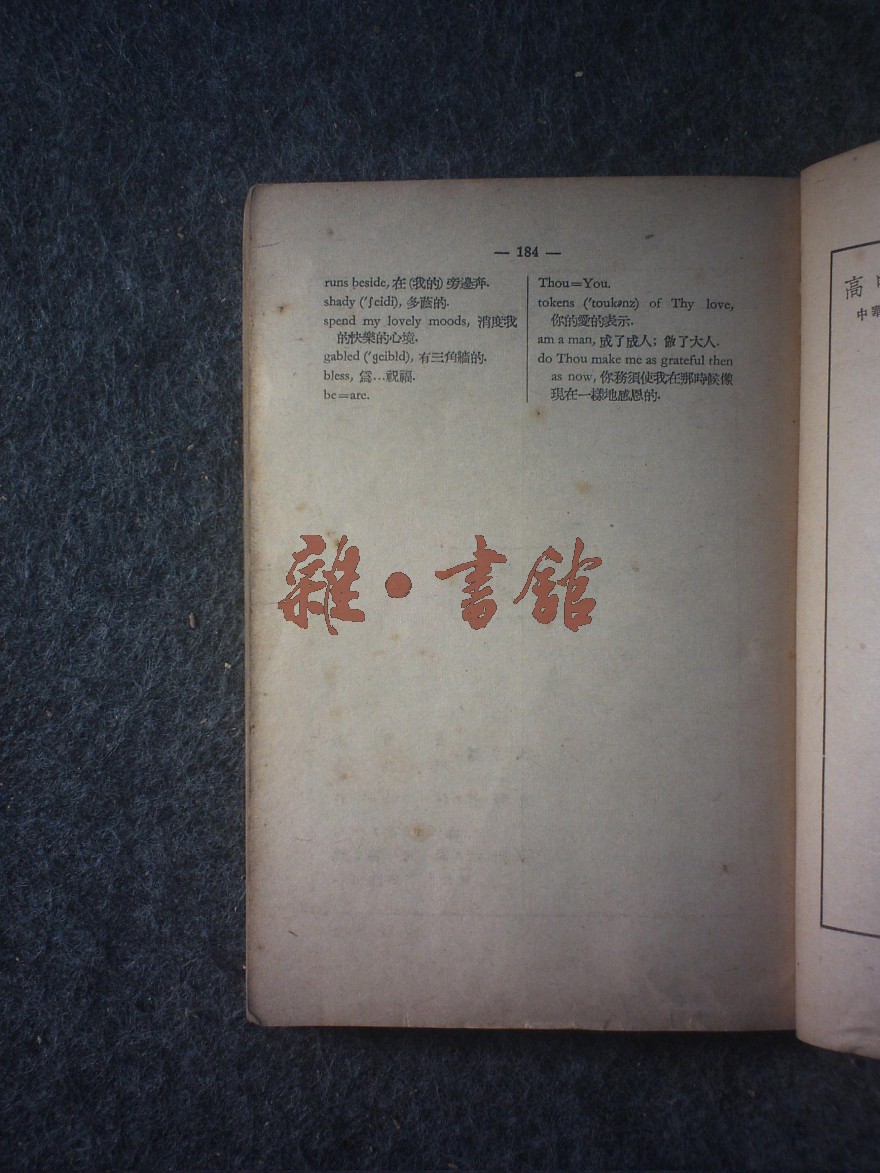 — 184 —
runs beside, 在 (我的) 旁邊奔.
shady (ˈʃeidi), 多蔭的.
spend my lovely moods, 消度我
的快樂的心境.
gabled (ˈgeibld), 有三角牆的.
bless, 爲…祝福.
be=are.
Thou=You.
tokens (ˈtoukənz) of Thy love,
你的愛的表示.
am a man, 成了成人; 做了大人.
do Thou make me as grateful then
as now, 你務須使我在那時候像
現在一樣地感恩的.
雜·書館
高
中華